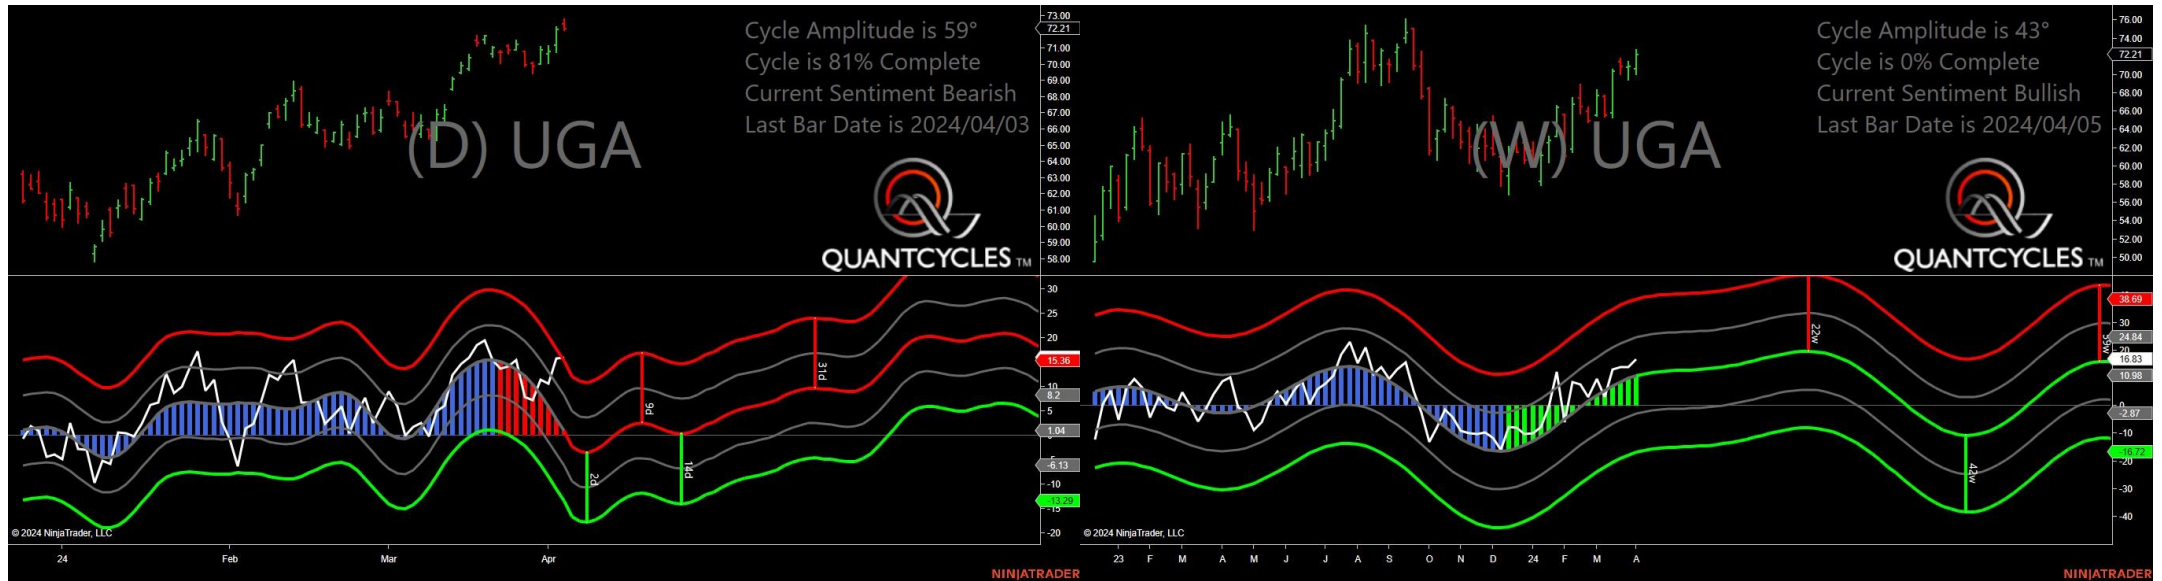 73.00
72.21
71.00
70.00
69.00
68.00
67.00
66.00
65.00
64.00
63.00
62.00
61.00
60.00
59.00
58.00
Cycle Amplitude is 59°
Cycle is 81% Complete
Current Sentiment Bearish
Last Bar Date is 2024/04/03
(D) UGA
QUANTCYCLES TM
30
25
20
15.36
10
8.2
5
1.04
-5
-6.13
-10
-13.29
-15
-20
9d
31d
2d
14d
© 2024 NinjaTrader, LLC
24 Feb Mar Apr
NINJATRADER
76.00
74.00
72.21
70.00
68.00
66.00
64.00
62.00
60.00
58.00
56.00
54.00
52.00
50.00
Cycle Amplitude is 43°
Cycle is 0% Complete
Current Sentiment Bullish
Last Bar Date is 2024/04/05
(W) UGA
QUANTCYCLES TM
38.69
30
24.84
20
16.83
10.98
0
-2.87
-10
-16.72
-20
-30
-40
22w
59w
42w
© 2024 NinjaTrader, LLC
23 F M A M J J A S O N D 24 F M A
NINJATRADER